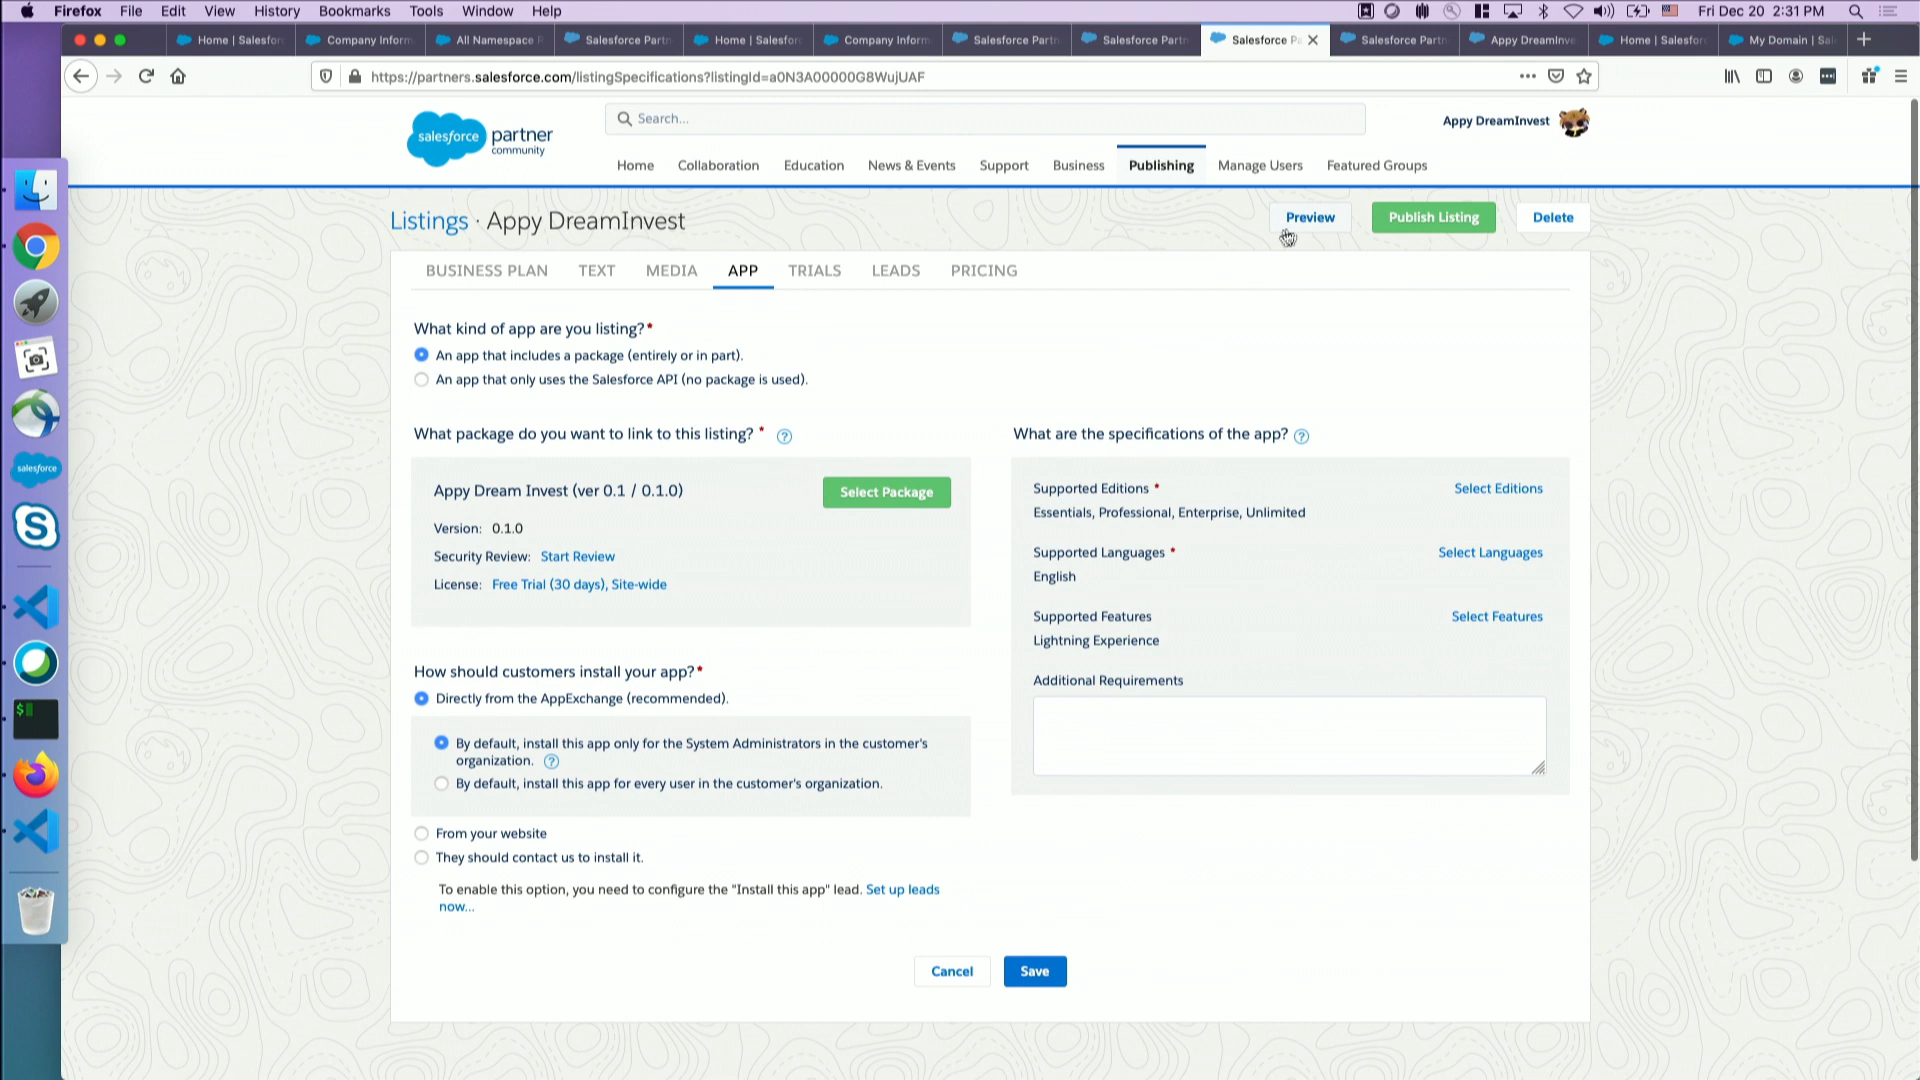 Firefox File Edit View History Bookmarks Tools Window Help Fri Dec 20 2:31 PM
Home | Salesfor Company Inform All Namespace Salesforce Partn Home | Salesfor Company Inform Salesforce Partn Salesforce Partn Salesforce Pa Salesforce Partn Appy DreamInve Home | Salesfor My Domain | Sal
https://partners.salesforce.com/listingSpecifications?listingId=a0N3A00000G8WujUAF
salesforce partner
community
Search...
Appy DreamInvest
Home Collaboration Education News & Events Support Business Publishing Manage Users Featured Groups
Listings · Appy DreamInvest
Preview Publish Listing Delete
BUSINESS PLAN TEXT MEDIA APP TRIALS LEADS PRICING
What kind of app are you listing?*
An app that includes a package (entirely or in part).
An app that only uses the Salesforce API (no package is used).
What package do you want to link to this listing? * ?
Appy Dream Invest (ver 0.1 / 0.1.0)
Select Package
Version: 0.1.0
Security Review: Start Review
License: Free Trial (30 days), Site-wide
How should customers install your app?*
Directly from the AppExchange (recommended).
By default, install this app only for the System Administrators in the customer's
organization. ?
By default, install this app for every user in the customer's organization.
From your website
They should contact us to install it.
To enable this option, you need to configure the "Install this app" lead. Set up leads
now...
What are the specifications of the app? ?
Supported Editions *
Select Editions
Essentials, Professional, Enterprise, Unlimited
Supported Languages *
Select Languages
English
Supported Features
Select Features
Lightning Experience
Additional Requirements
Cancel Save
salesforce
S
$